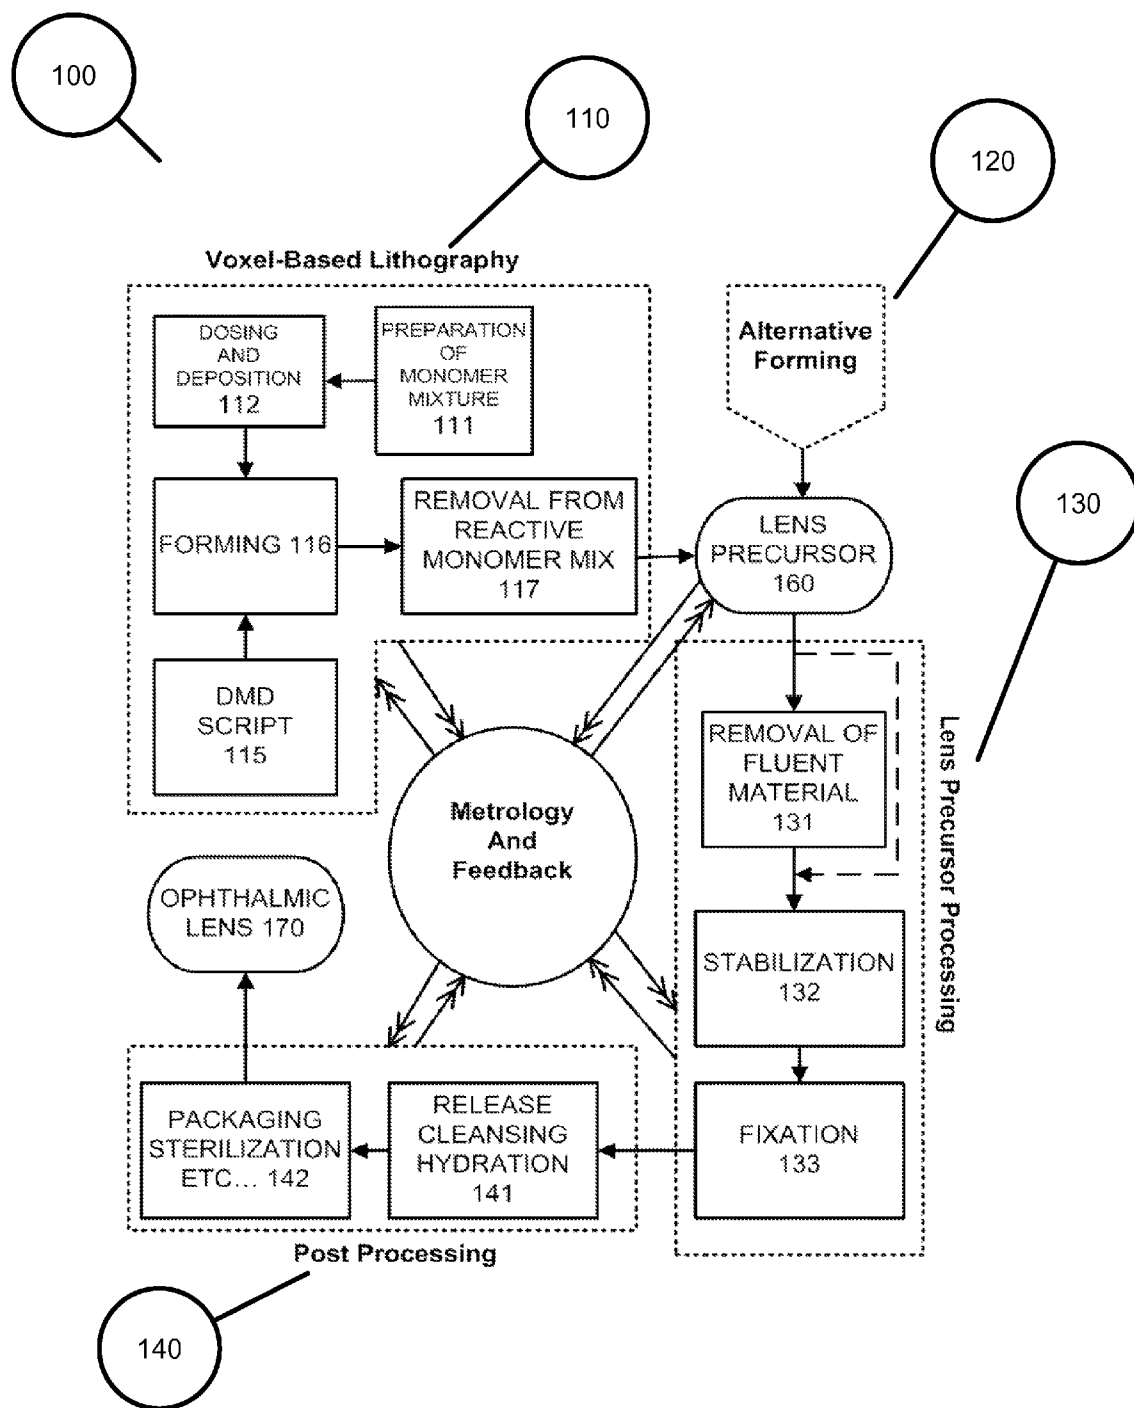 100
110
120
Voxel-Based Lithography
DOSING
AND
DEPOSITION
112
PREPARATION
OF
MONOMER
MIXTURE
111
Alternative
Forming
130
FORMING 116
REMOVAL FROM
REACTIVE
MONOMER MIX
117
LENS
PRECURSOR
160
DMD
SCRIPT
115
REMOVAL OF
FLUENT
MATERIAL
131
Lens Precursor Processing
Metrology
And
Feedback
OPHTHALMIC
LENS 170
STABILIZATION
132
PACKAGING
STERILIZATION
ETC... 142
RELEASE
CLEANSING
HYDRATION
141
FIXATION
133
Post Processing
140